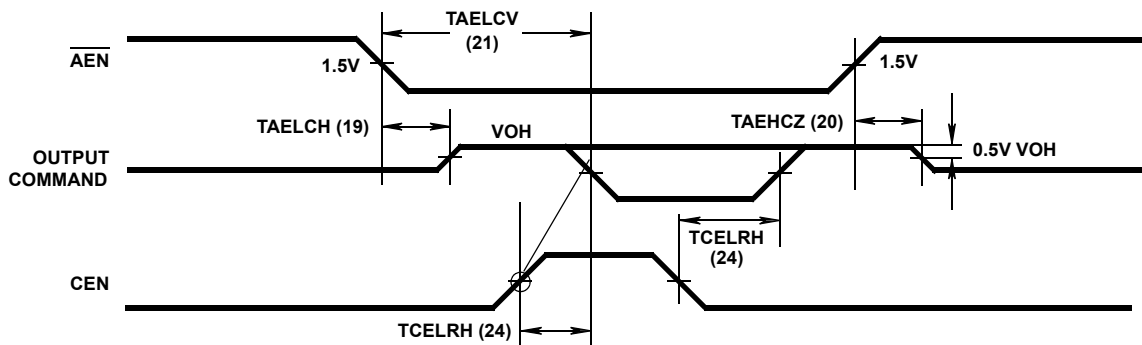 TAELCV
(21)
AEN
1.5V
1.5V
TAELCH (19)
VOH
TAEHCZ (20)
0.5V VOH
OUTPUT
COMMAND
TCELRH
(24)
CEN
TCELRH (24)